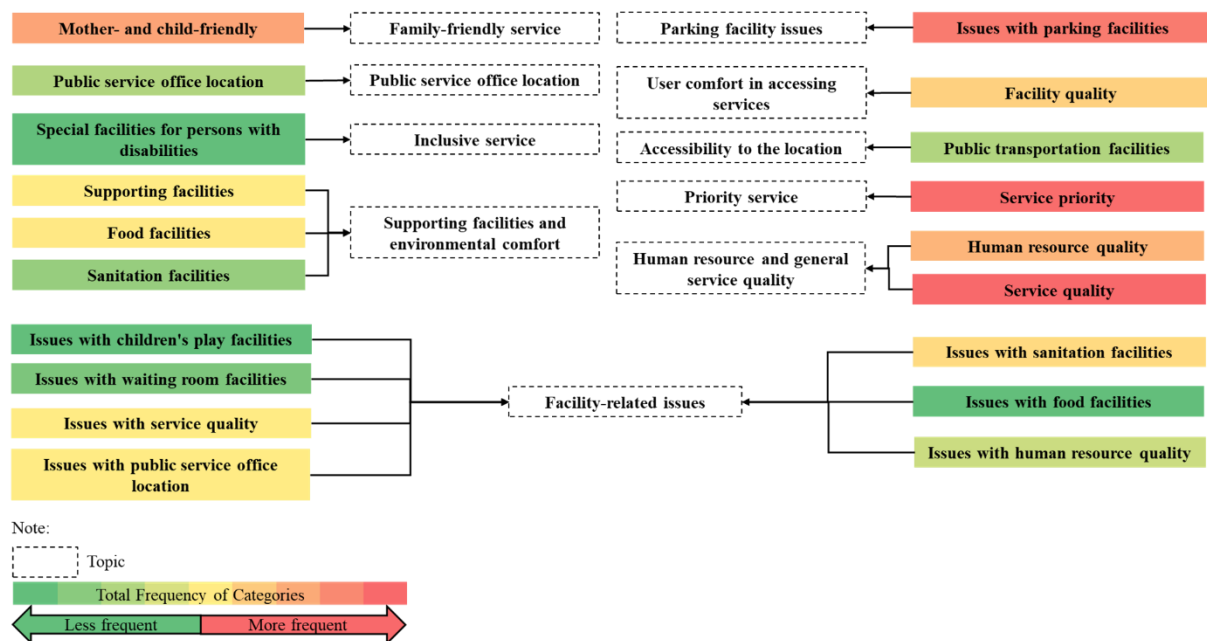 Mother- and child-friendly
Family-friendly service
Parking facility issues
Issues with parking facilities
Public service office location
Public service office location
User comfort in accessing
services
Facility quality
Special facilities for persons with
disabilities
Inclusive service
Accessibility to the location
Public transportation facilities
Supporting facilities
Food facilities
Sanitation facilities
Supporting facilities and
environmental comfort
Priority service
Service priority
Human resource and general
service quality
Human resource quality
Service quality
Issues with children's play facilities
Issues with waiting room facilities
Issues with service quality
Issues with public service office
location
Facility-related issues
Issues with sanitation facilities
Issues with food facilities
Issues with human resource quality
Note:
Topic
Total Frequency of Categories
Less frequent
More frequent